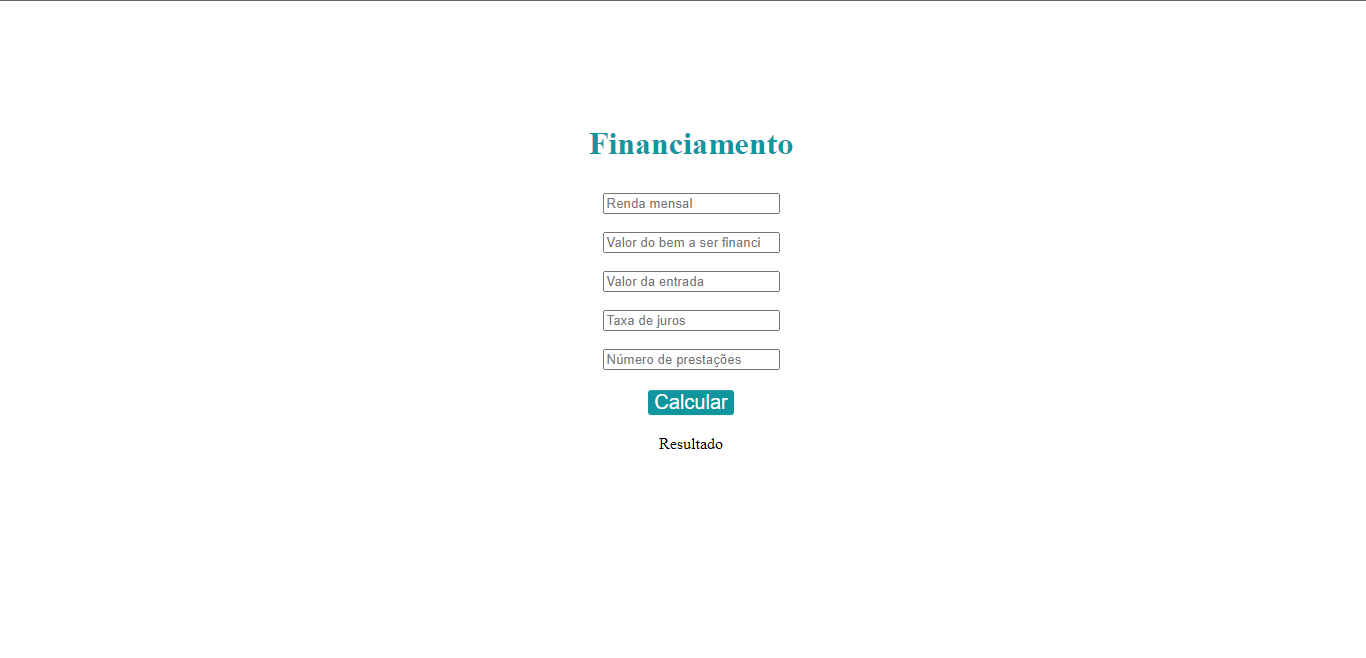 Financiamento
Renda mensal
Valor do bem a ser financi
Valor da entrada
Taxa de juros
Número de prestações
Calcular
Resultado